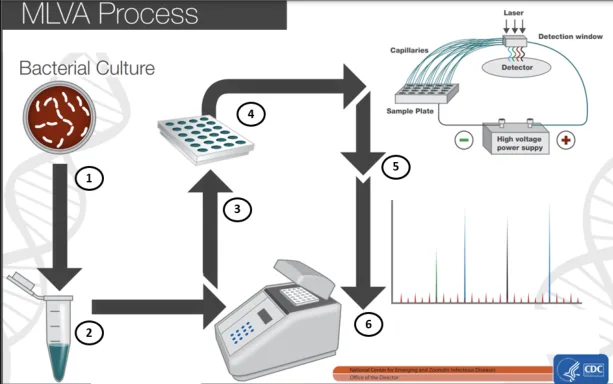 MLVA Process
Bacterial Culture
1
2
3
4
5
6
Laser
Detection window
Capillaries
Detector
Sample Plate
High voltage
power suppy
National Center for Emerging and Zoonotic Infectious Diseases
Office of the Director
CDC